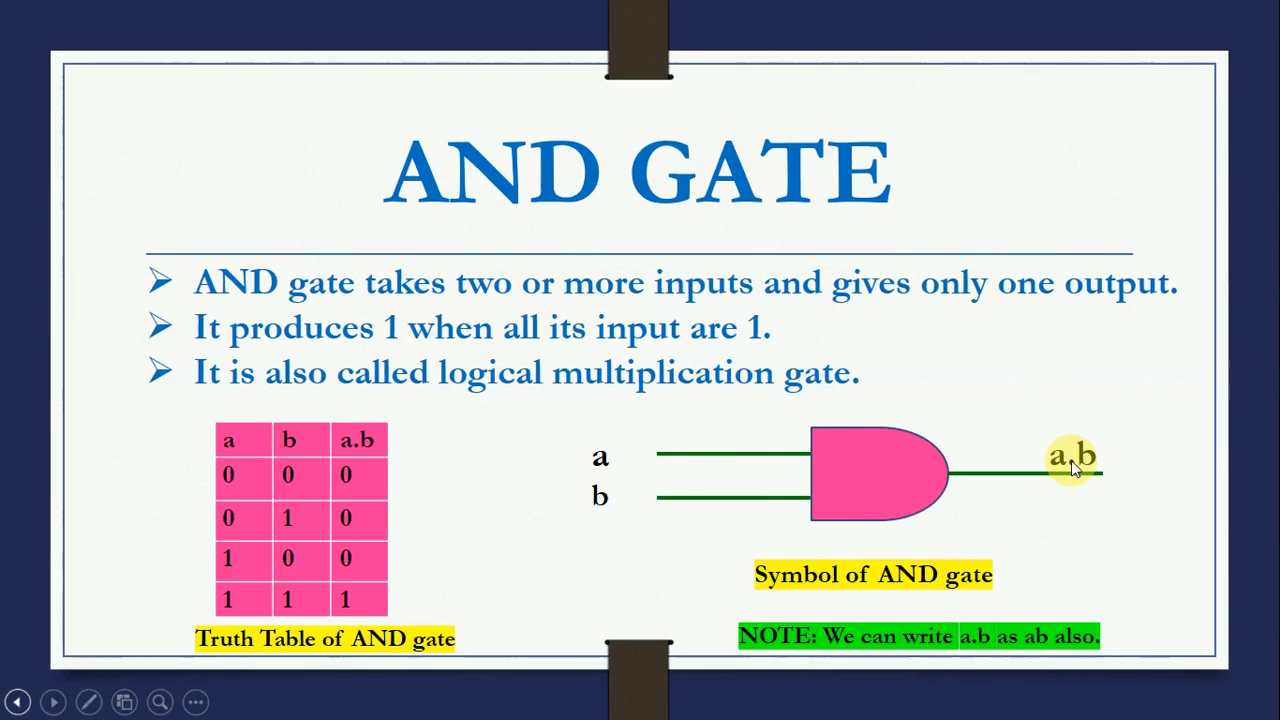 AND GATE
AND gate takes two or more inputs and gives only one output.
It produces 1 when all its input are 1.
It is also called logical multiplication gate.
a b a.b
0 0 0
0 1 0
1 0 0
1 1 1
Truth Table of AND gate
a
b
a.b
Symbol of AND gate
NOTE: We can write a.b as ab also.